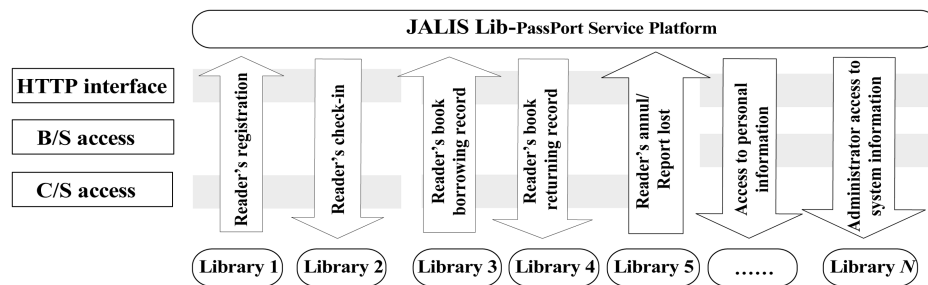 JALIS Lib-PassPort Service Platform
HTTP interface
B/S access
C/S access
Reader's registration
Reader's check-in
Reader's book
borrowing record
Reader's book
returning record
Reader's annul/
Report lost
Access to personal
information
Administrator access to
system information
Library 1
Library 2
Library 3
Library 4
Library 5
……
Library N